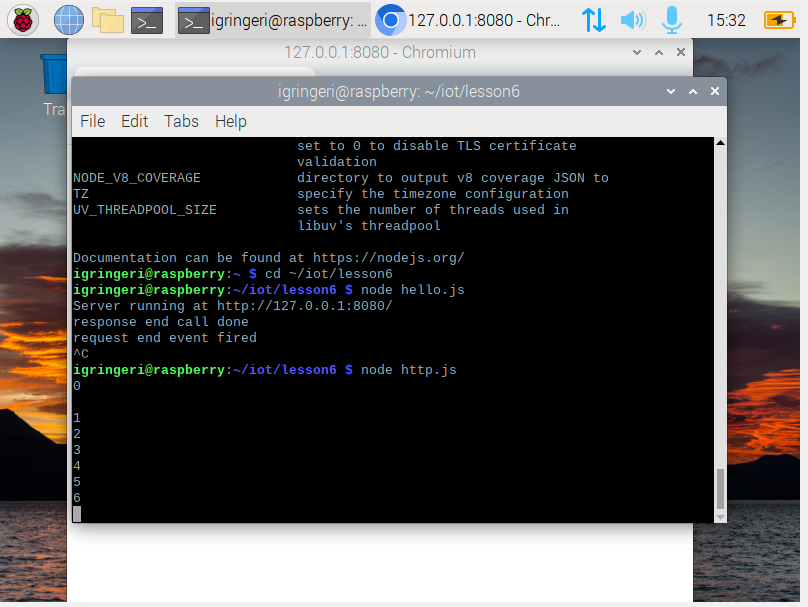 igringeri@raspberry: ...
127.0.0.1:8080 - Chr...
15:32
127.0.0.1:8080 - Chromium
Tra
igringeri@raspberry: ~/iot/lesson6
File Edit Tabs Help
set to 0 to disable TLS certificate
validation
NODE_V8_COVERAGE directory to output v8 coverage JSON to
TZ specify the timezone configuration
UV_THREADPOOL_SIZE sets the number of threads used in
libuv's threadpool
Documentation can be found at https://nodejs.org/
igringeri@raspberry:~ $ cd ~/iot/lesson6
igringeri@raspberry:~/iot/lesson6 $ node hello.js
Server running at http://127.0.0.1:8080/
response end call done
request end event fired
^C
igringeri@raspberry:~/iot/lesson6 $ node http.js
0
1
2
3
4
5
6